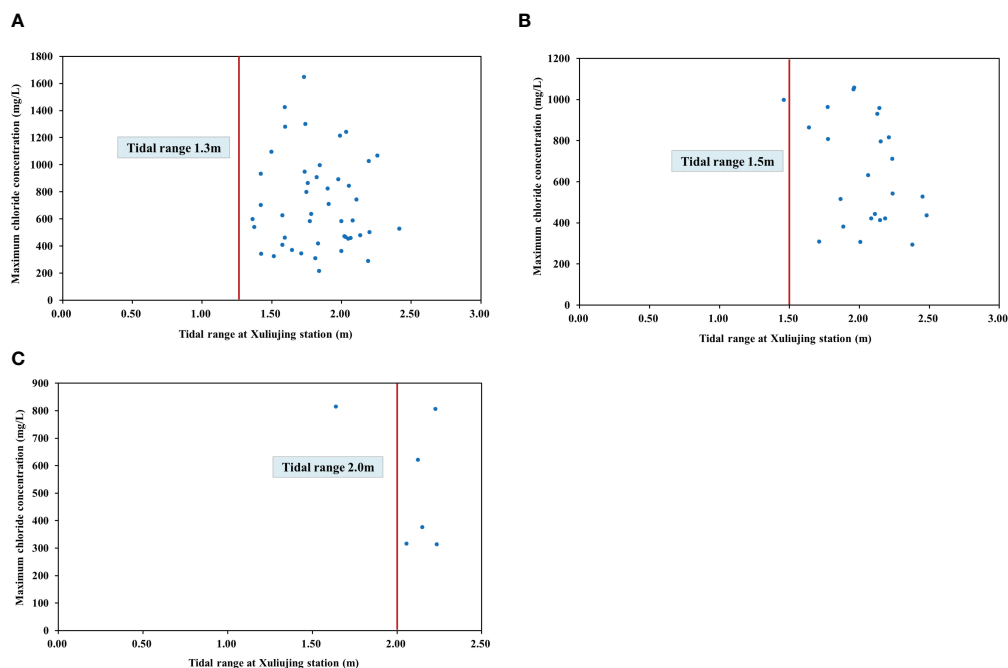 A
Maximum chloride concentration (mg/L)
1800
1600
1400
1200
1000
800
600
400
200
0
Tidal range 1.3m
0.00 0.50 1.00 1.50 2.00 2.50 3.00
Tidal range at Xuliujing station (m)
B
Maximum chloride concentration (mg/L)
1200
1000
800
600
400
200
0
Tidal range 1.5m
0.00 0.50 1.00 1.50 2.00 2.50 3.00
Tidal range at Xuliujing station (m)
C
Maximum chloride concentration (mg/L)
900
800
700
600
500
400
300
200
100
0
Tidal range 2.0m
0.00 0.50 1.00 1.50 2.00 2.50
Tidal range at Xuliujing station (m)